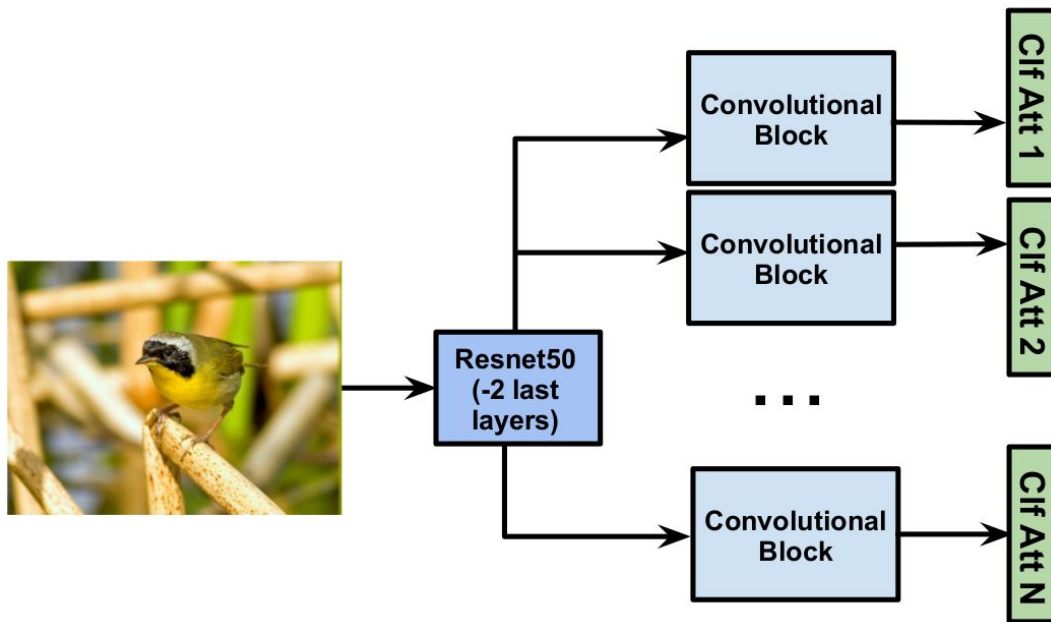 Convolutional
Block
Clf Att 1
Convolutional
Block
Clf Att 2
Resnet50
(-2 last
layers)
...
Convolutional
Block
Clf Att N